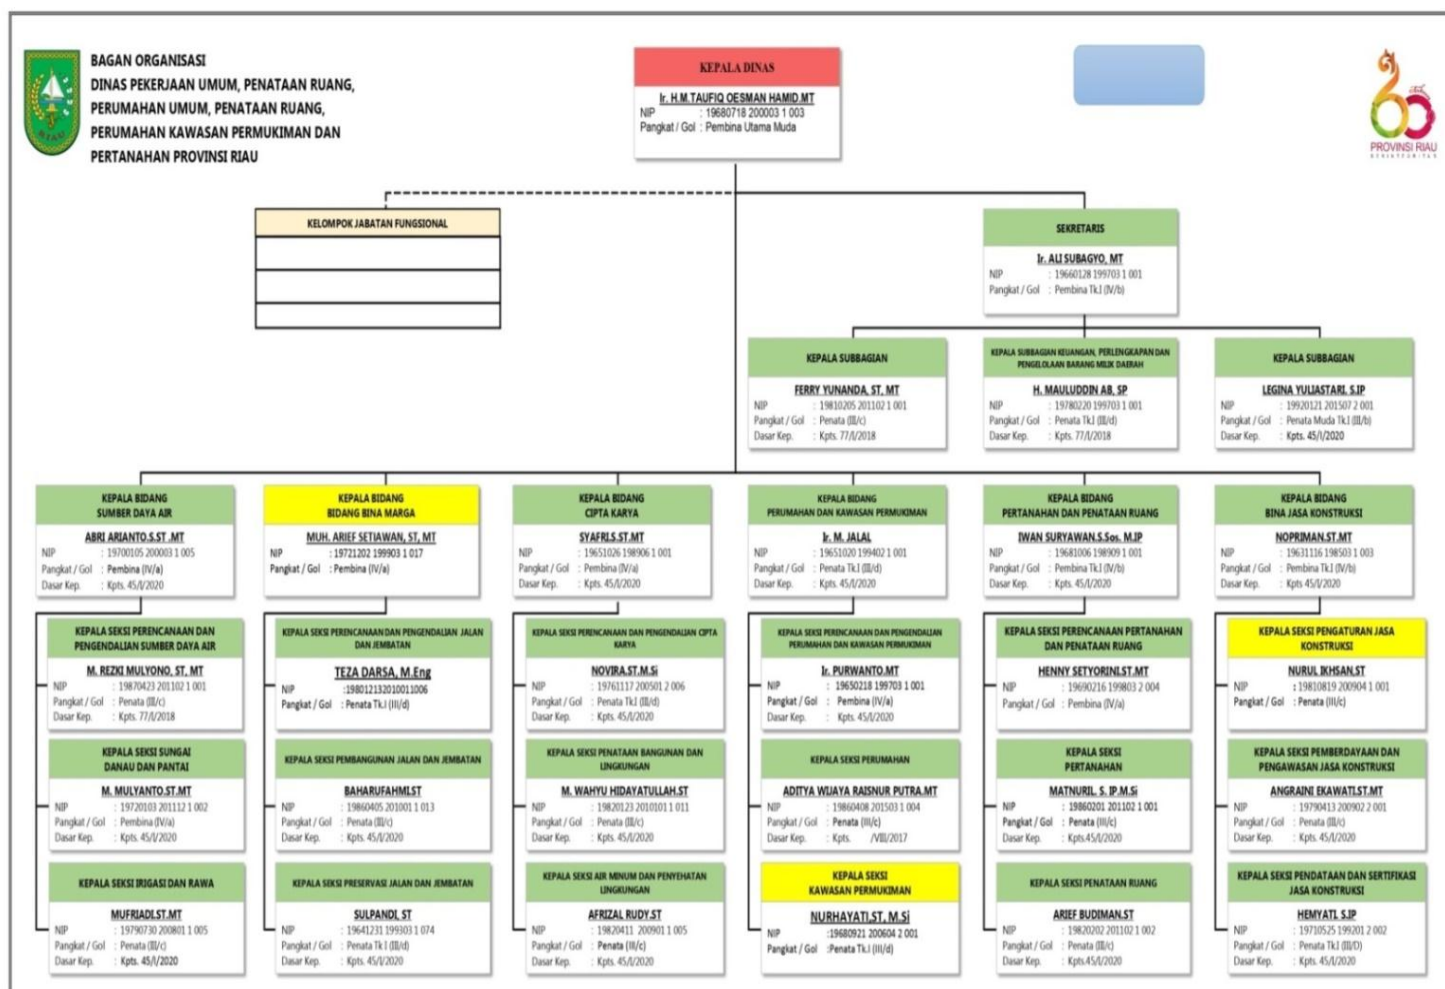 BAGAN ORGANISASI
DINAS PEKERJAAN UMUM, PENATAAN RUANG,
PERUMAHAN UMUM, PENATAAN RUANG,
PERUMAHAN KAWASAN PERMUKIMAN DAN
PERTANAHAN PROVINSI RIAU
RIAU
KEPALA DINAS
Ir. H.M.TAUFIQ OESMAN HAMID.MT
NIP : 19680718 200003 1 003
Pangkat / Gol : Pembina Utama Muda
PROVINSI RIAU
KELOMPOK JABATAN FUNGSIONAL
SEKRETARIS
Ir. ALI SUBAGYO, MT
NIP : 19660128 199703 1 001
Pangkat / Gol : Pembina Tk.I (IV/b)
KEPALA SUBBAGIAN
FERRY YUNANDA, ST, MT
NIP : 19810205 201102 1 001
Pangkat / Gol : Penata (III/c)
Dasar Kep. : Kpts. 77/I/2018
KEPALA SUBBAGIAN KEUANGAN, PERLENGKAPAN DAN
PENGELOLAAN BARANG MILIK DAERAH
H. MAULUDDIN AB, SP
NIP : 19780220 199703 1 001
Pangkat / Gol : Penata Tk.I (III/d)
Dasar Kep. : Kpts. 77/I/2018
KEPALA SUBBAGIAN
LEGINA YULIASTARI, S.IP
NIP : 19920121 201507 2 001
Pangkat / Gol : Penata Muda Tk.I (III/b)
Dasar Kep. : Kpts. 45/I/2020
KEPALA BIDANG
SUMBER DAYA AIR
ABRI ARIANTO.S.ST .MT
NIP : 19700105 200003 1 005
Pangkat / Gol : Pembina (IV/a)
Dasar Kep. : Kpts. 45/I/2020
KEPALA BIDANG
BIDANG BINA MARGA
MUH. ARIEF SETIAWAN, ST, MT
NIP : 19721202 199903 1 017
Pangkat / Gol : Pembina (IV/a)
KEPALA BIDANG
CIPTA KARYA
SYAFRI.S.ST.MT
NIP : 19651026 198906 1 001
Pangkat / Gol : Pembina (IV/a)
Dasar Kep. : Kpts. 45/I/2020
KEPALA BIDANG
PERUMAHAN DAN KAWASAN PERMUKIMAN
Ir. M. JALAL
NIP : 19651020 199402 1 001
Pangkat / Gol : Penata Tk.I (III/d)
Dasar Kep. : Kpts. 45/I/2020
KEPALA BIDANG
PERTANAHAN DAN PENATAAN RUANG
IWAN SURYAWAN.S.Sos. M.IP
NIP : 19681006 198909 1 001
Pangkat / Gol : Pembina Tk.I (IV/b)
Dasar Kep. : Kpts. 45/I/2020
KEPALA BIDANG
BINA JASA KONSTRUKSI
NOPRIMAN.ST.MT
NIP : 19631116 198503 1 003
Pangkat / Gol : Pembina Tk.I (IV/b)
Dasar Kep. : Kpts. 45/I/2020
KEPALA SEKSI PERENCANAAN DAN
PENGENDALIAN SUMBER DAYA AIR
M. REZKI MULYONO, ST, MT
NIP : 19870423 201102 1 001
Pangkat / Gol : Penata (III/c)
Dasar Kep. : Kpts. 77/I/2018
KEPALA SEKSI PERENCANAAN DAN PENGENDALIAN JALAN
DAN JEMBATAN
TEZA DARSA, M.Eng
NIP :198012132010011006
Pangkat / Gol : Penata Tk.I (III/d)
KEPALA SEKSI PERENCANAAN DAN PENGENDALIAN CIPTA
KARYA
NOVIRA.ST.M.Si
NIP : 19761117 200501 2 006
Pangkat / Gol : Penata Tk.I (III/d)
Dasar Kep. : Kpts. 45/I/2020
KEPALA SEKSI PERENCANAAN DAN PENGENDALIAN
PERUMAHAN DAN KAWASAN PERMUKIMAN
Ir. PURWANTO.MT
NIP : 19650218 199703 1 001
Pangkat / Gol : Pembina (IV/a)
Dasar Kep. : Kpts. 45/I/2020
KEPALA SEKSI PERENCANAAN PERTANAHAN
DAN PENATAAN RUANG
HENNY SETYORINI.ST.MT
NIP : 19690216 199803 2 004
Pangkat / Gol : Pembina (IV/a)
KEPALA SEKSI PENGATURAN JASA
KONSTRUKSI
NURUL IKHSAN,ST
NIP : 19810819 200904 1 001
Pangkat / Gol : Penata (III/c)
KEPALA SEKSI SUNGAI
DANAU DAN PANTAI
M. MULYANTO.ST.MT
NIP : 19720103 201112 1 002
Pangkat / Gol : Pembina (IV/a)
Dasar Kep. : Kpts. 45/I/2020
KEPALA SEKSI PEMBANGUNAN JALAN DAN JEMBATAN
BAHARUFAHMI.ST
NIP : 19860405 201001 1 013
Pangkat / Gol : Penata (III/c)
Dasar Kep. : Kpts. 45/I/2020
KEPALA SEKSI PENATAAN BANGUNAN DAN
LINGKUNGAN
M. WAHYU HIDAYATULLAH.ST
NIP : 19820123 2010101 1 011
Pangkat / Gol : Penata (III/c)
Dasar Kep. : Kpts. 45/I/2020
KEPALA SEKSI PERUMAHAN
ADITYA WIJAYA RAISNUR PUTRA.MT
NIP : 19860408 201503 1 004
Pangkat / Gol : Penata (III/c)
Dasar Kep. : Kpts. /VIII/2017
KEPALA SEKSI
PERTANAHAN
MATNURIL. S. IP.M.Si
NIP : 19860201 201102 1 001
Pangkat / Gol : Penata (III/c)
Dasar Kep. : Kpts.45/I/2020
KEPALA SEKSI PEMBERDAYAAN DAN
PENGAWASAN JASA KONSTRUKSI
ANGRAINI EKAWATI.ST.MT
NIP : 19790413 200902 2 001
Pangkat / Gol : Penata (III/c)
Dasar Kep. : Kpts. 45/I/2020
KEPALA SEKSI IRIGASI DAN RAWA
MUFRIADI.ST.MT
NIP : 19790730 200801 1 005
Pangkat / Gol : Penata (III/c)
Dasar Kep. : Kpts. 45/I/2020
KEPALA SEKSI PRESERVASI JALAN DAN JEMBATAN
SULPANDI, ST
NIP : 19641231 199303 1 074
Pangkat / Gol : Penata Tk.I (III/d)
Dasar Kep. : Kpts. 45/I/2020
KEPALA SEKSI AIR MINUM DAN PENYEHATAN
LINGKUNGAN
AFRIZAL RUDY.ST
NIP : 19820411 200901 1 005
Pangkat / Gol : Penata (III/c)
Dasar Kep. : Kpts. 45/I/2020
KEPALA SEKSI
KAWASAN PERMUKIMAN
NURHAYATI.ST, M.Si
NIP :19680921 200604 2 001
Pangkat / Gol :Penata Tk.I (III/d)
KEPALA SEKSI PENATAAN RUANG
ARIEF BUDIMAN.ST
NIP : 19820202 201102 1 002
Pangkat / Gol : Penata (III/c)
Dasar Kep. : Kpts.45/I/2020
KEPALA SEKSI PENDATAAN DAN SERTIFIKASI
JASA KONSTRUKSI
HEMYATI, S.IP
NIP : 19710525 199201 2 002
Pangkat / Gol : Penata Tk.I (III/D)
Dasar Kep. : Kpts. 45/I/2020